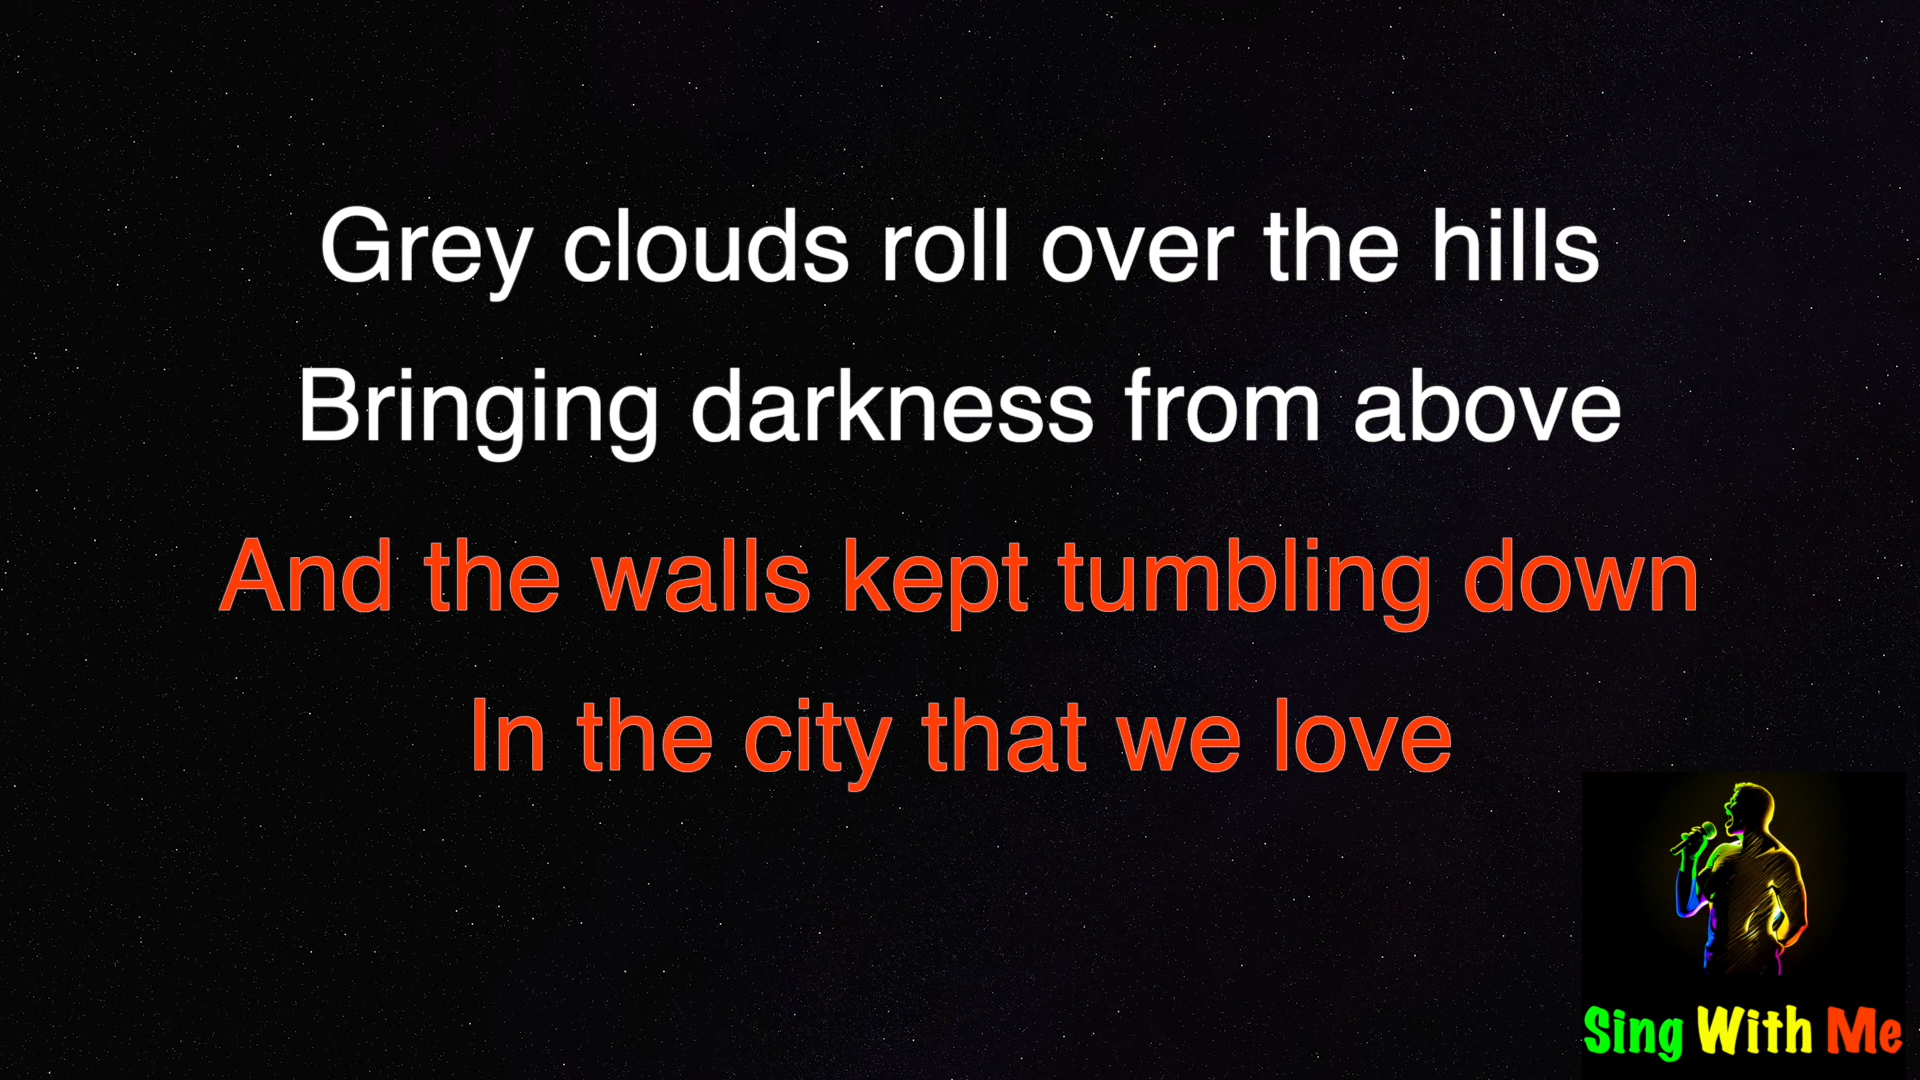 Grey clouds roll over the hills
Bringing darkness from above
And the walls kept tumbling down
In the city that we love
Sing With Me